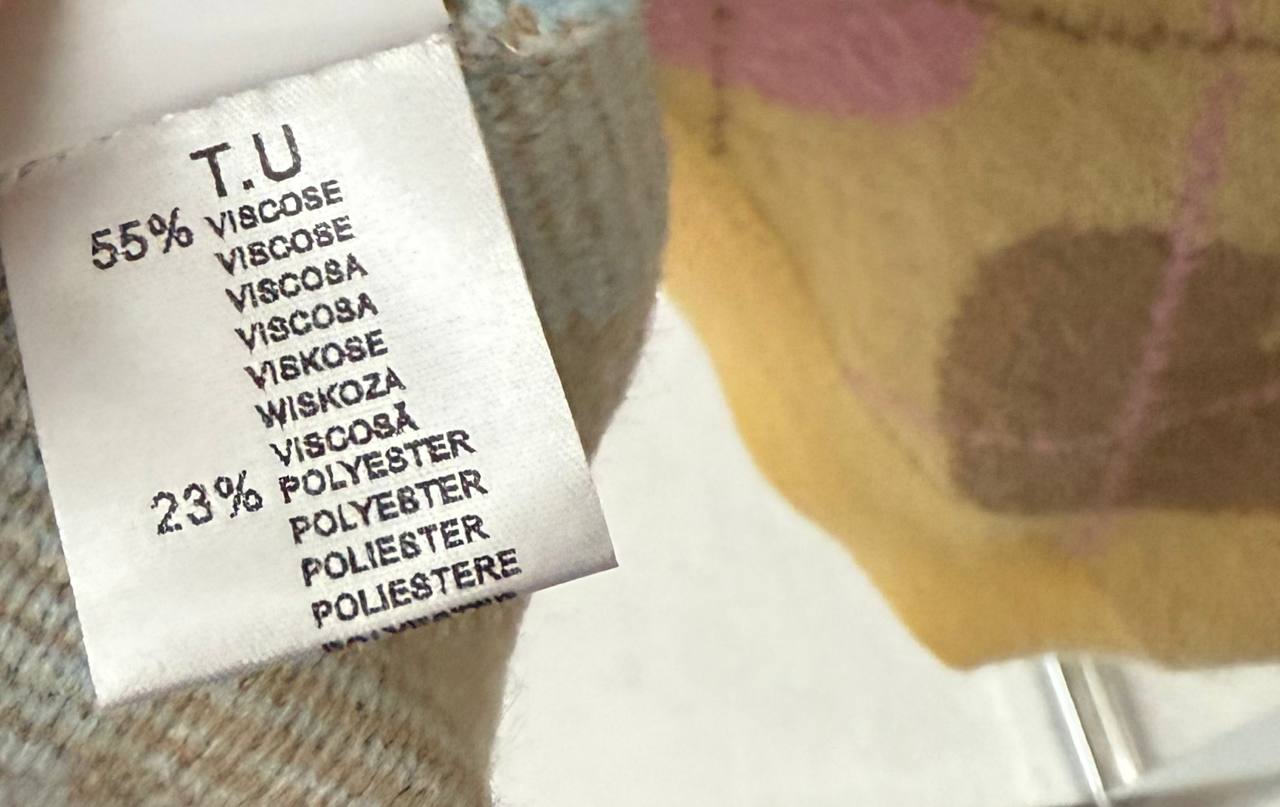 T.U
55% VISCOSE
VISCOSE
VISCOSA
VISCOSA
VISKOSE
WISKOZA
VISCOSĂ
23% POLYESTER
POLYESTER
POLIESTER
POLIESTERE